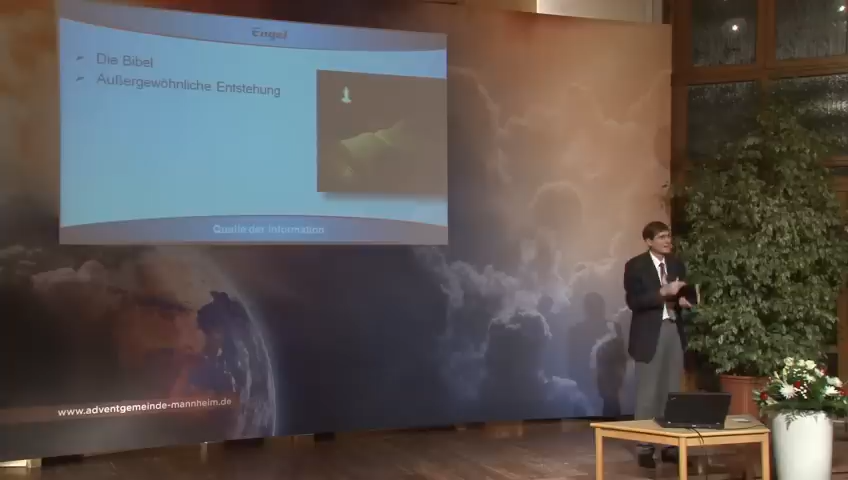 Engel
Die Bibel
Außergewöhnliche Entstehung
Quelle der Information
www.adventgemeinde-mannheim.de